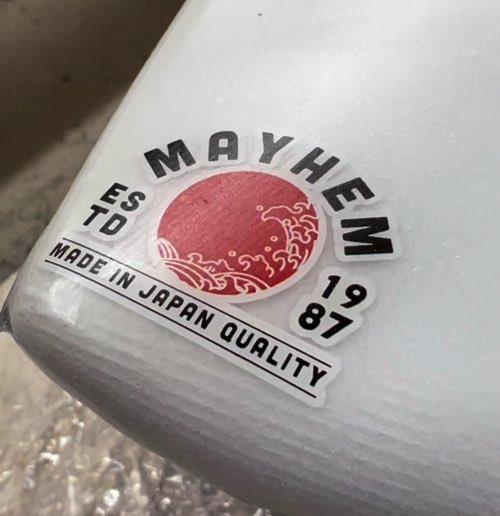 MAYHEM
ES
TD
19
87
MADE IN JAPAN QUALITY